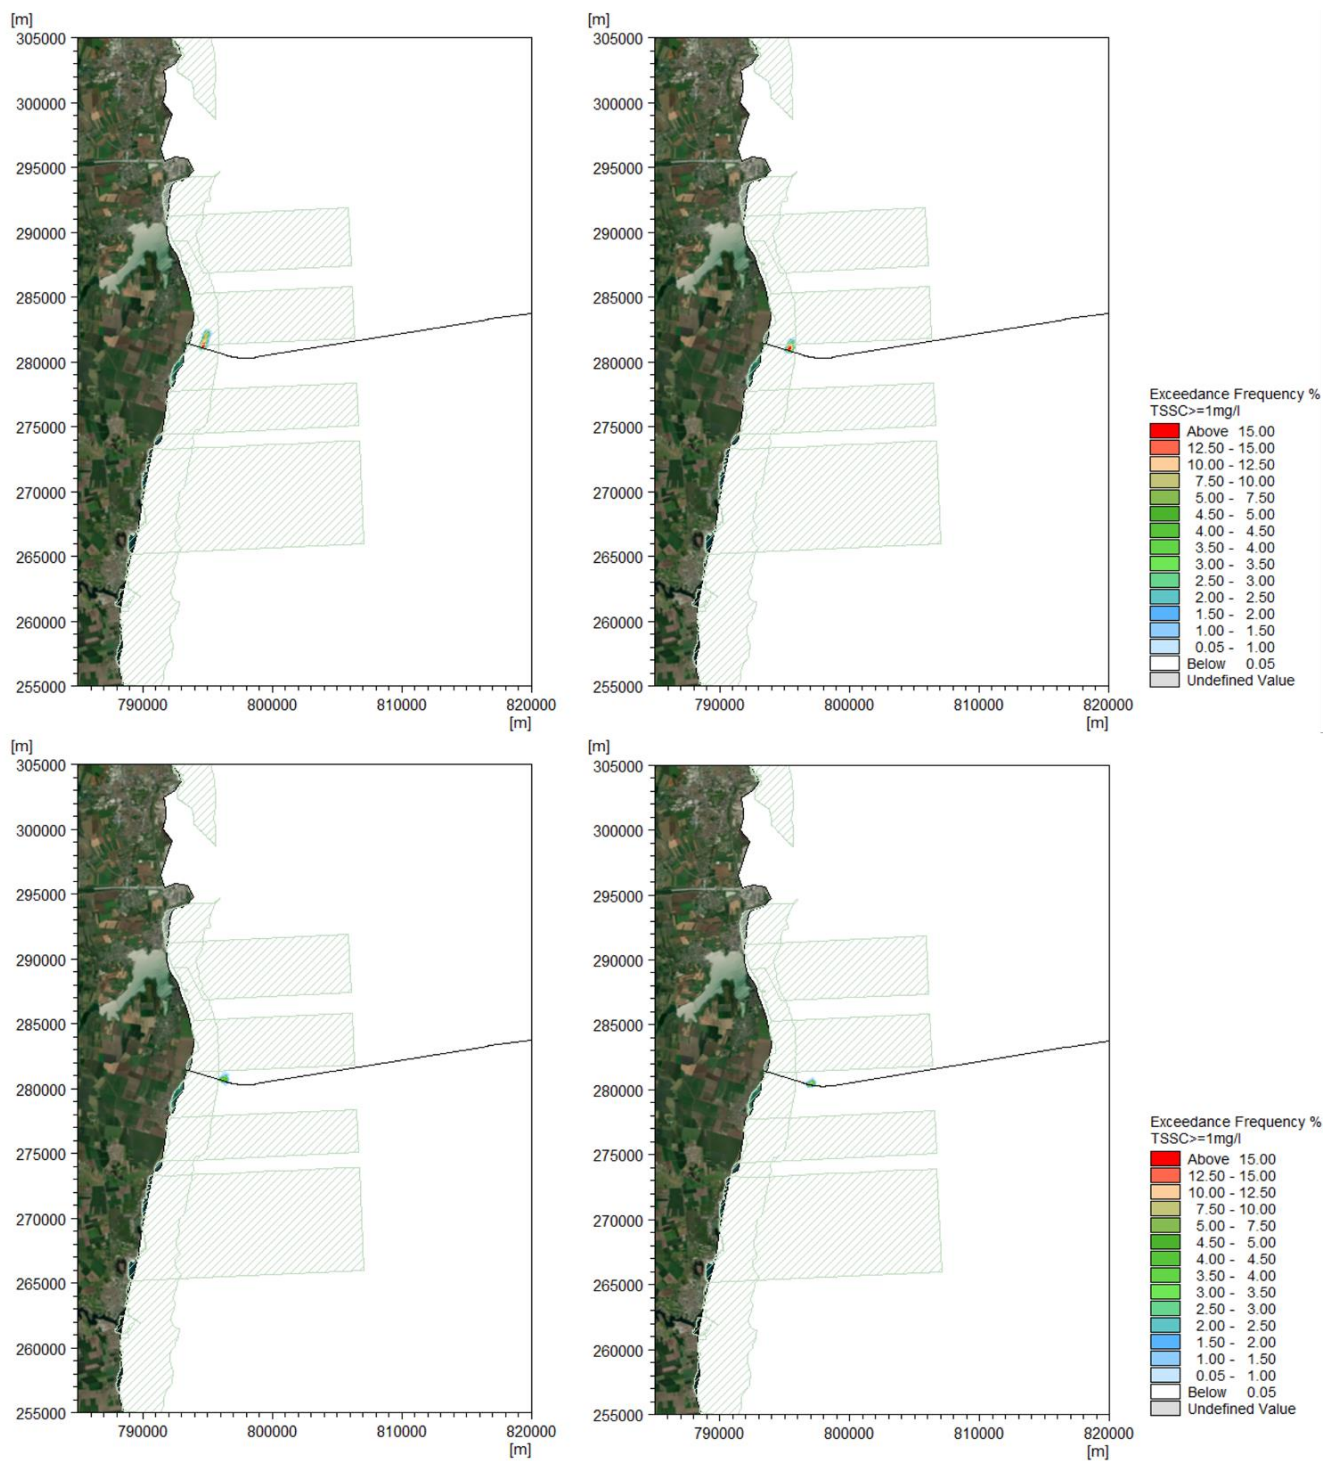 [m]
305000
300000
295000
290000
285000
280000
275000
270000
265000
260000
255000
790000 800000 810000 820000
[m]
[m]
305000
300000
295000
290000
285000
280000
275000
270000
265000
260000
255000
790000 800000 810000 820000
[m]
Exceedance Frequency %
TSSC>=1mg/l
Above 15.00
12.50 - 15.00
10.00 - 12.50
7.50 - 10.00
5.00 - 7.50
4.50 - 5.00
4.00 - 4.50
3.50 - 4.00
3.00 - 3.50
2.50 - 3.00
2.00 - 2.50
1.50 - 2.00
1.00 - 1.50
0.05 - 1.00
Below 0.05
Undefined Value
[m]
305000
300000
295000
290000
285000
280000
275000
270000
265000
260000
255000
790000 800000 810000 820000
[m]
[m]
305000
300000
295000
290000
285000
280000
275000
270000
265000
260000
255000
790000 800000 810000 820000
[m]
Exceedance Frequency %
TSSC>=1mg/l
Above 15.00
12.50 - 15.00
10.00 - 12.50
7.50 - 10.00
5.00 - 7.50
4.50 - 5.00
4.00 - 4.50
3.50 - 4.00
3.00 - 3.50
2.50 - 3.00
2.00 - 2.50
1.50 - 2.00
1.00 - 1.50
0.05 - 1.00
Below 0.05
Undefined Value